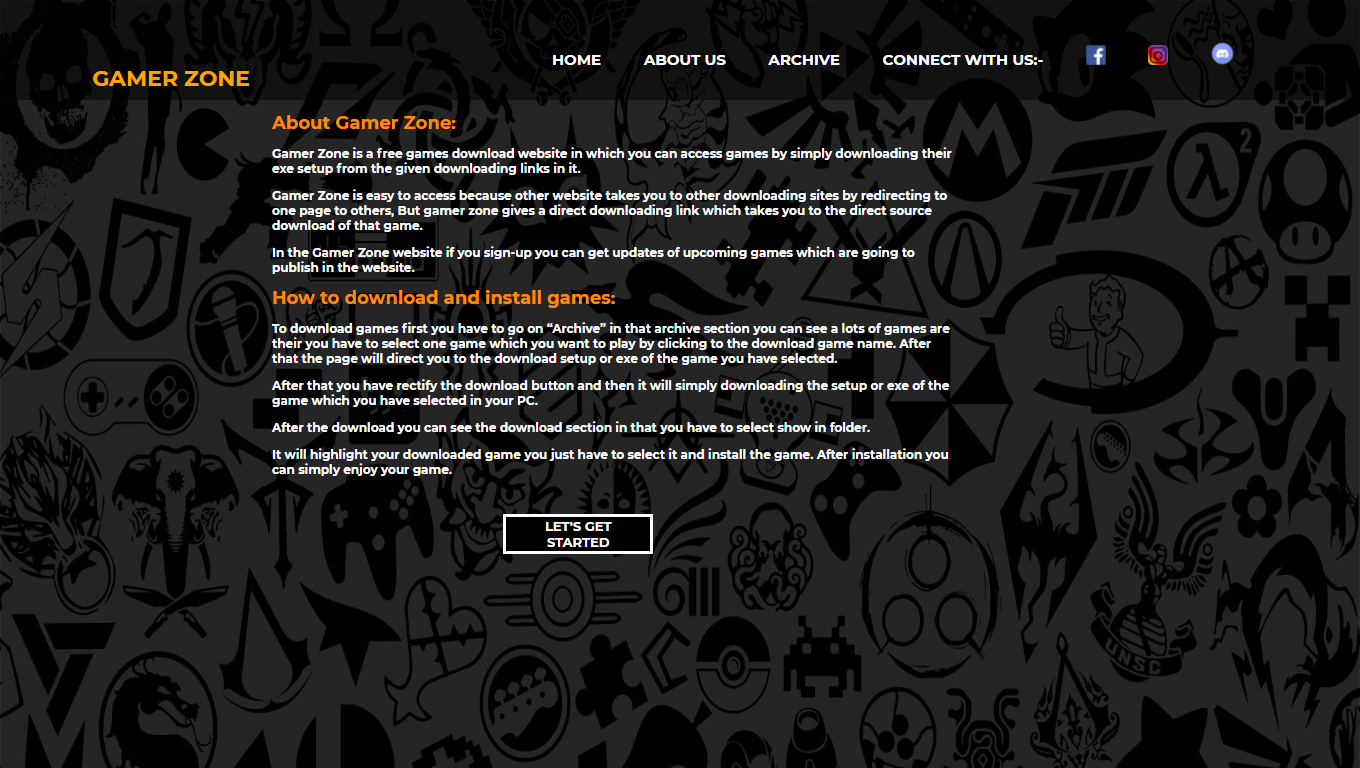 HOME ABOUT US ARCHIVE CONNECT WITH US:-
GAMER ZONE
About Gamer Zone:
Gamer Zone is a free games download website in which you can access games by simply downloading their
exe setup from the given downloading links in it.
Gamer Zone is easy to access because other website takes you to other downloading sites by redirecting to
one page to others, But gamer zone gives a direct downloading link which takes you to the direct source
download of that game.
In the Gamer Zone website if you sign-up you can get updates of upcoming games which are going to
publish in the website.
How to download and install games:
To download games first you have to go on “Archive” in that archive section you can see a lots of games are
their you have to select one game which you want to play by clicking to the download game name. After
that the page will direct you to the download setup or exe of the game you have selected.
After that you have rectify the download button and then it will simply downloading the setup or exe of the
game which you have selected in your PC.
After the download you can see the download section in that you have to select show in folder.
It will highlight your downloaded game you just have to select it and install the game. After installation you
can simply enjoy your game.
LET'S GET
STARTED
λ2
UNSC